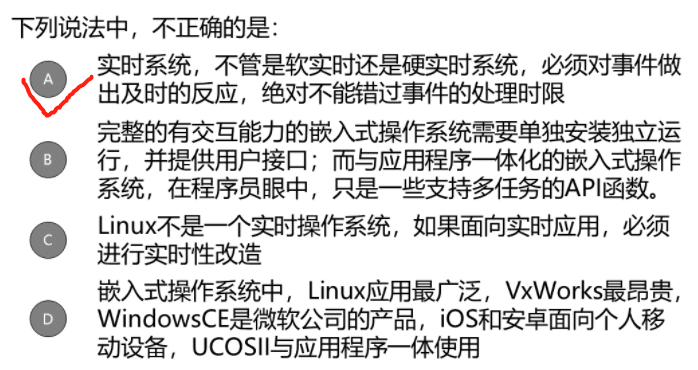 下列说法中，不正确的是：
A 实时系统，不管是软实时还是硬实时系统，必须对事件做
出及时的反应，绝对不能错过事件的处理时限
B 完整的有交互能力的嵌入式操作系统需要单独安装独立运
行，并提供用户接口；而与应用程序一体化的嵌入式操作
系统，在程序员眼中，只是一些支持多任务的API函数。
C Linux不是一个实时操作系统，如果面向实时应用，必须
进行实时性改造
D 嵌入式操作系统中，Linux应用最广泛，VxWorks最昂贵，
WindowsCE是微软公司的产品，iOS和安卓面向个人移
动设备，UCOSII与应用程序一体使用